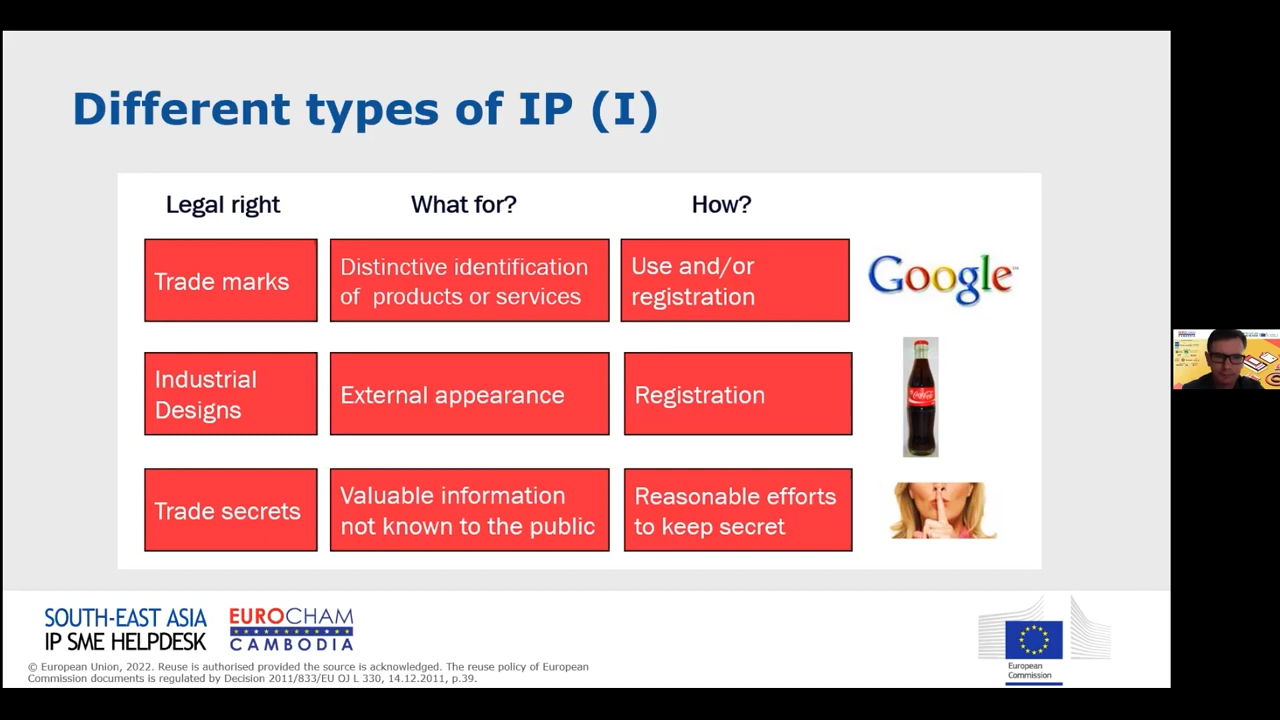 Different types of IP (I)
Legal right What for? How?
Trade marks
Distinctive identification
of products or services
Use and/or
registration
Google™
Industrial
Designs
External appearance
Registration
Coca-Cola
Trade secrets
Valuable information
not known to the public
Reasonable efforts
to keep secret
SOUTH-EAST ASIA
IP SME HELPDESK
EUROCHAM
CAMBODIA
European
Commission
© European Union, 2022. Reuse is authorised provided the source is acknowledged. The reuse policy of European
Commission documents is regulated by Decision 2011/833/EU OJ L 330, 14.12.2011, p.39.